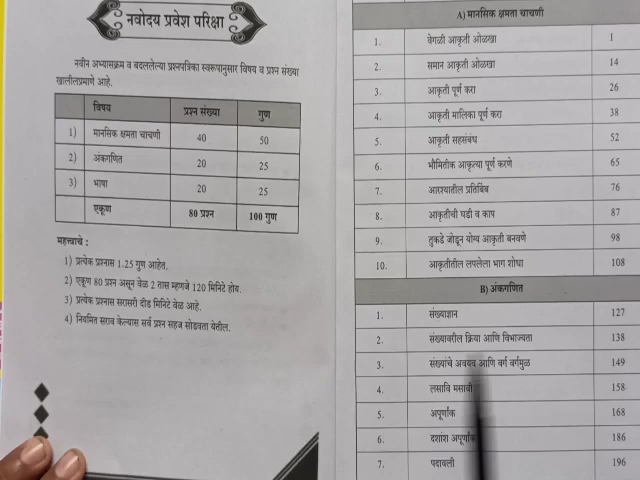 नवोदय प्रवेश परिक्षा
नवीन अभ्यासक्रम व बदललेल्या प्रश्नपत्रिका स्वरूपानुसार विषय व प्रश्न संख्या
खालीलप्रमाणे आहे.
विषय प्रश्न संख्या गुण
1) मानसिक क्षमता चाचणी 40 50
2) अंकगणित 20 25
3) भाषा 20 25
एकूण 80 प्रश्न 100 गुण
महत्वाचे :
1) प्रत्येक प्रश्नास 1.25 गुण आहेत.
2) एकूण 80 प्रश्न असून वेळ 2 तास म्हणजे 120 मिनिटे होय.
3) प्रत्येक प्रश्नास सरासरी दीड मिनिटे वेळ आहे.
4) नियमित सराव केल्यास सर्व प्रश्न सहज सोडवता येतील.
A) मानसिक क्षमता चाचणी
1. वेगळी आकृती ओळखा 1
2. समान आकृती ओळखा 14
3. आकृती पूर्ण करा 26
4. आकृती मालिका पूर्ण करा 38
5. आकृती सहसंबंध 52
6. भौमितीक आकृत्या पूर्ण करणे 65
7. आरश्यातील प्रतिबिंब 76
8. आकृतीची घडी व काप 87
9. तुकडे जोडून योग्य आकृती बनवणे 98
10. आकृतीतील लपलेला भाग शोधा 108
B) अंकगणित
1. संख्याज्ञान 127
2. संख्यावरील क्रिया आणि विभाज्यता 138
3. संख्यांचे अवयव आणि वर्ग वर्गमुळ 149
4. लसावि मसावी 158
5. अपूर्णांक 168
6. दशांश अपूर्णांक 186
7. पदावली 196